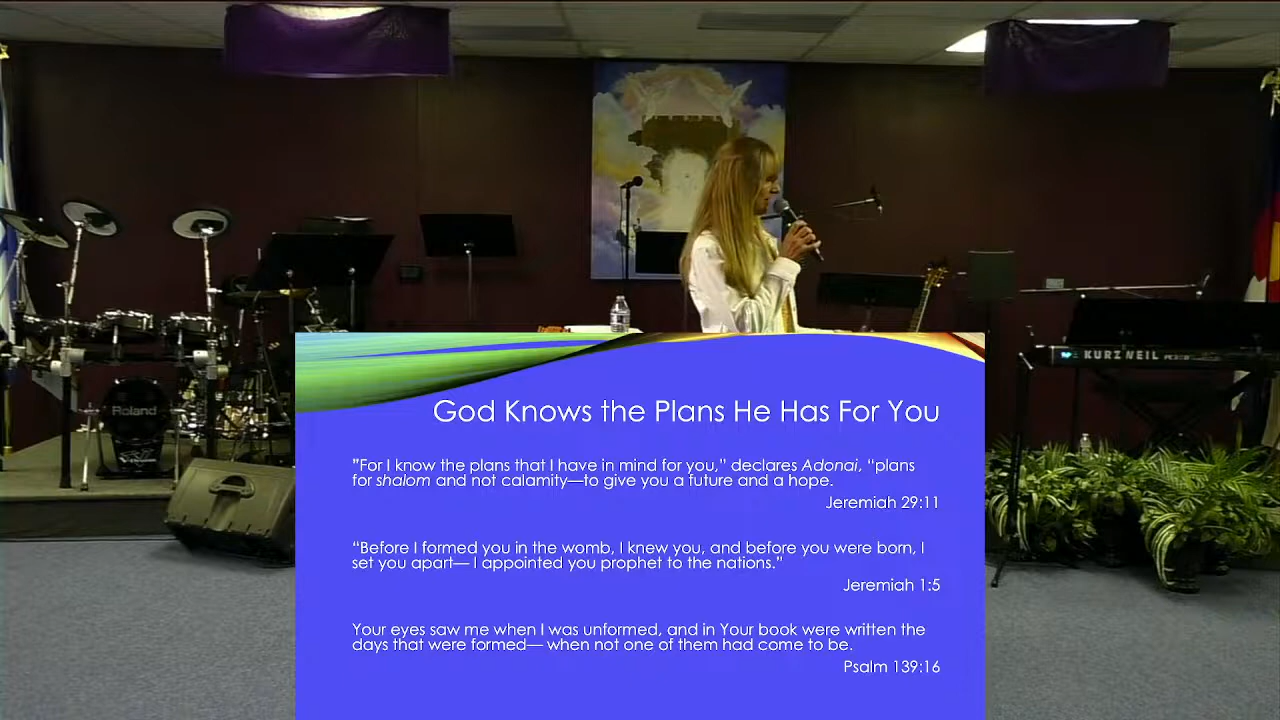 God Knows the Plans He Has For You
"For I know the plans that I have in mind for you,” declares Adonai, “plans
for shalom and not calamity—to give you a future and a hope.
Jeremiah 29:11
“Before I formed you in the womb, I knew you, and before you were born, I
set you apart— I appointed you prophet to the nations.”
Jeremiah 1:5
Your eyes saw me when I was unformed, and in Your book were written the
days that were formed— when not one of them had come to be.
Psalm 139:16
KURZWEIL
Roland